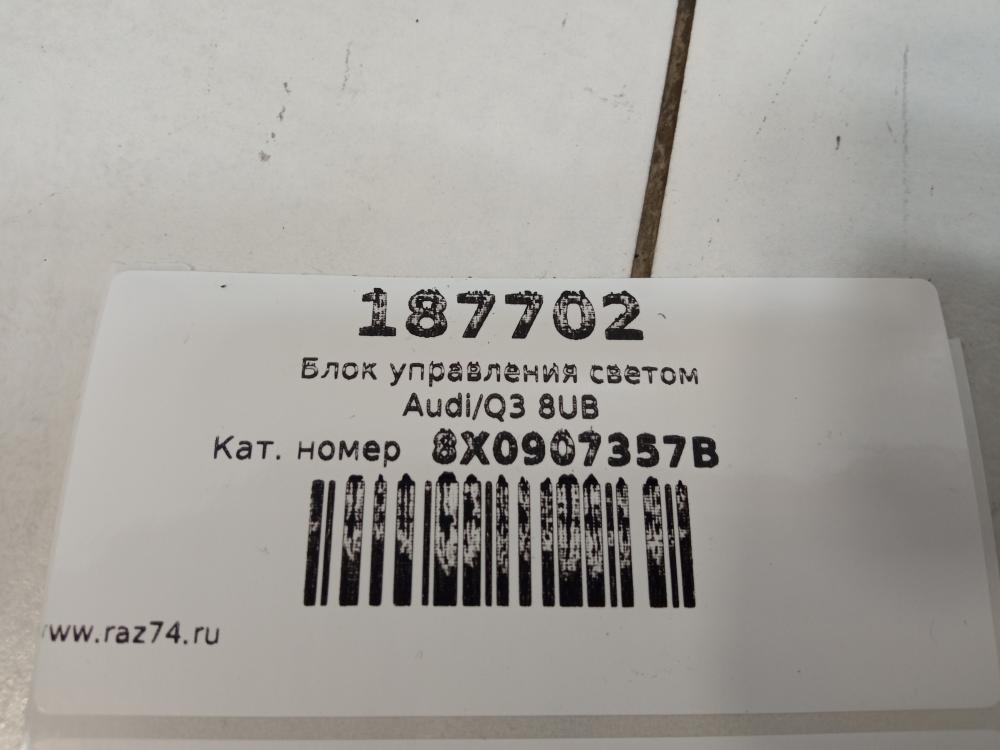 187702
Блок управления светом
Audi/Q3 8UB
Кат. номер 8X0907357B
www.raz74.ru